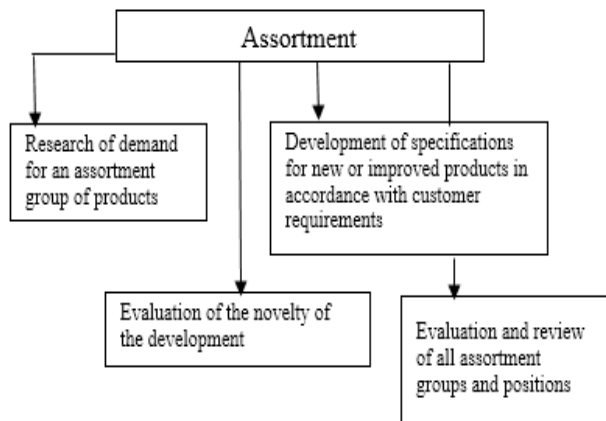 Assortment
Research of demand
for an assortment
group of products
Development of specifications
for new or improved products in
accordance with customer
requirements
Evaluation of the novelty of
the development
Evaluation and review
of all assortment
groups and positions